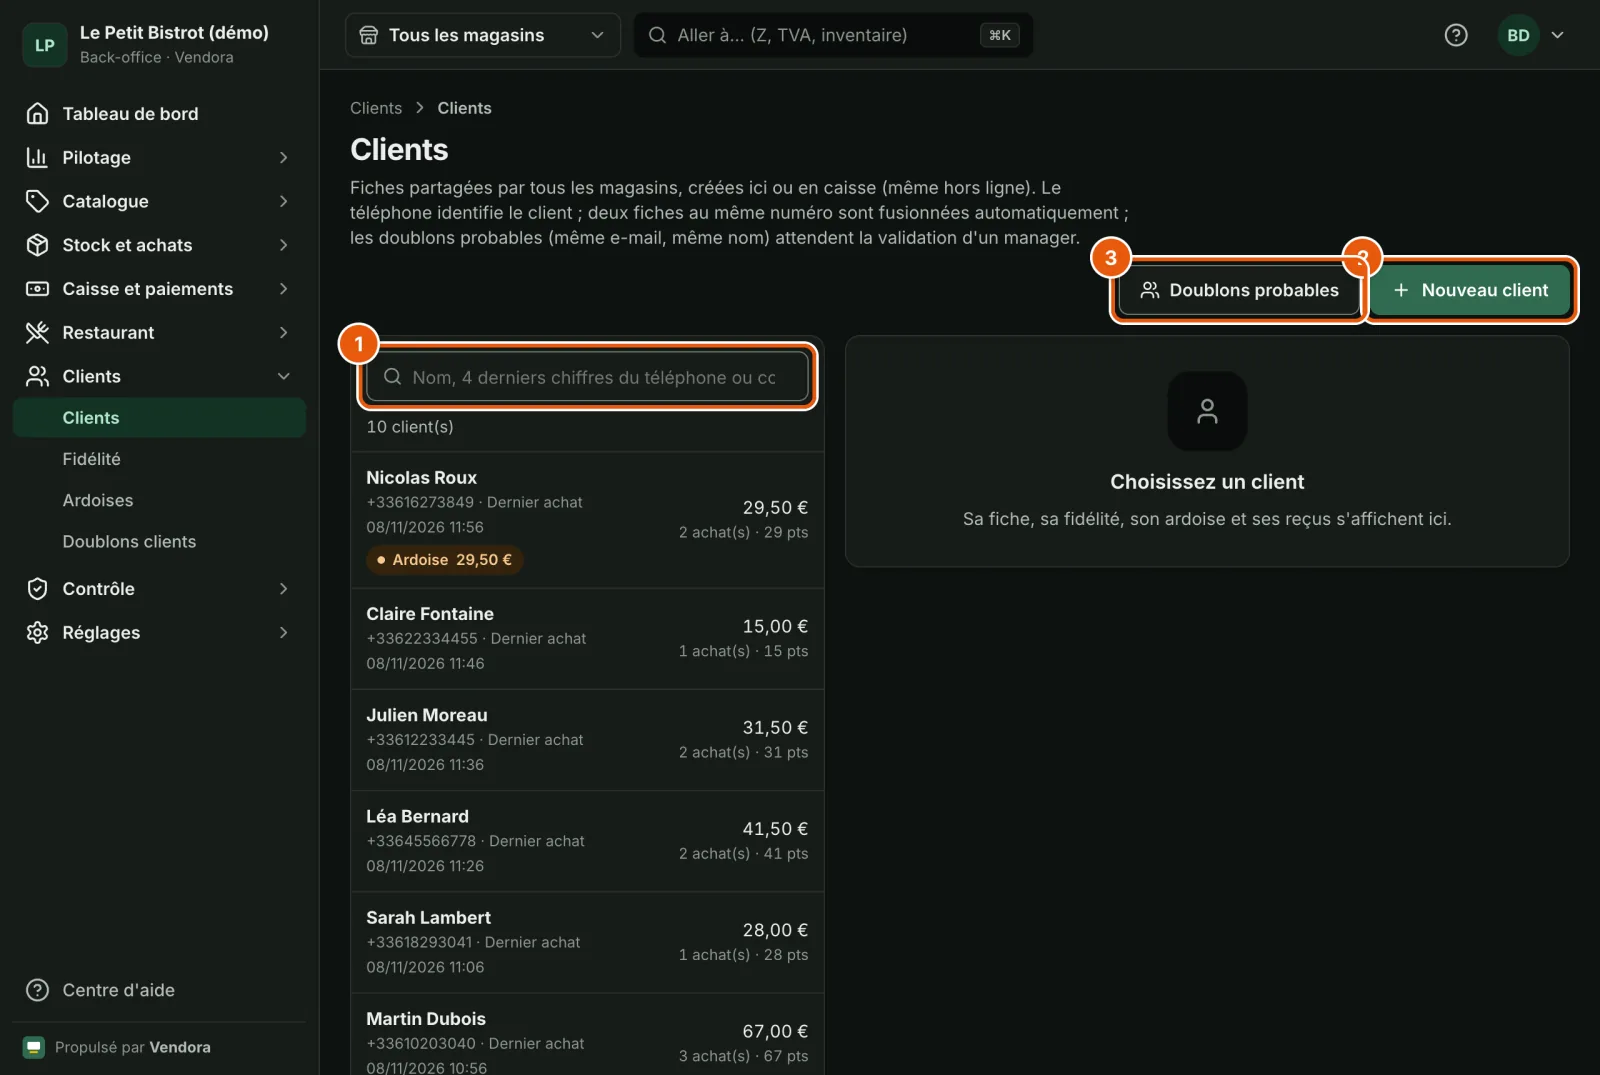 LP
Le Petit Bistrot (démo)
Back-office · Vendora
Tous les magasins
Aller à... (Z, TVA, inventaire)
⌘K
BD
Tableau de bord
Pilotage
Catalogue
Stock et achats
Caisse et paiements
Restaurant
Clients
Clients
Fidélité
Ardoises
Doublons clients
Contrôle
Réglages
Centre d'aide
Propulsé par Vendora
Clients > Clients
Clients
Fiches partagées par tous les magasins, créées ici ou en caisse (même hors ligne). Le
téléphone identifie le client ; deux fiches au même numéro sont fusionnées automatiquement ;
les doublons probables (même e-mail, même nom) attendent la validation d'un manager.
3
Doublons probables
+ Nouveau client
1
Nom, 4 derniers chiffres du téléphone ou cc
10 client(s)
Nicolas Roux
+33616273849 · Dernier achat
08/11/2026 11:56
29,50 €
2 achat(s) · 29 pts
Ardoise 29,50 €
Claire Fontaine
+33622334455 · Dernier achat
08/11/2026 11:46
15,00 €
1 achat(s) · 15 pts
Julien Moreau
+33612233445 · Dernier achat
08/11/2026 11:36
31,50 €
2 achat(s) · 31 pts
Léa Bernard
+33645566778 · Dernier achat
08/11/2026 11:26
41,50 €
2 achat(s) · 41 pts
Sarah Lambert
+33618293041 · Dernier achat
08/11/2026 11:06
28,00 €
1 achat(s) · 28 pts
Martin Dubois
+33610203040 · Dernier achat
08/11/2026 10:56
67,00 €
3 achat(s) · 67 pts
Choisissez un client
Sa fiche, sa fidélité, son ardoise et ses reçus s'affichent ici.